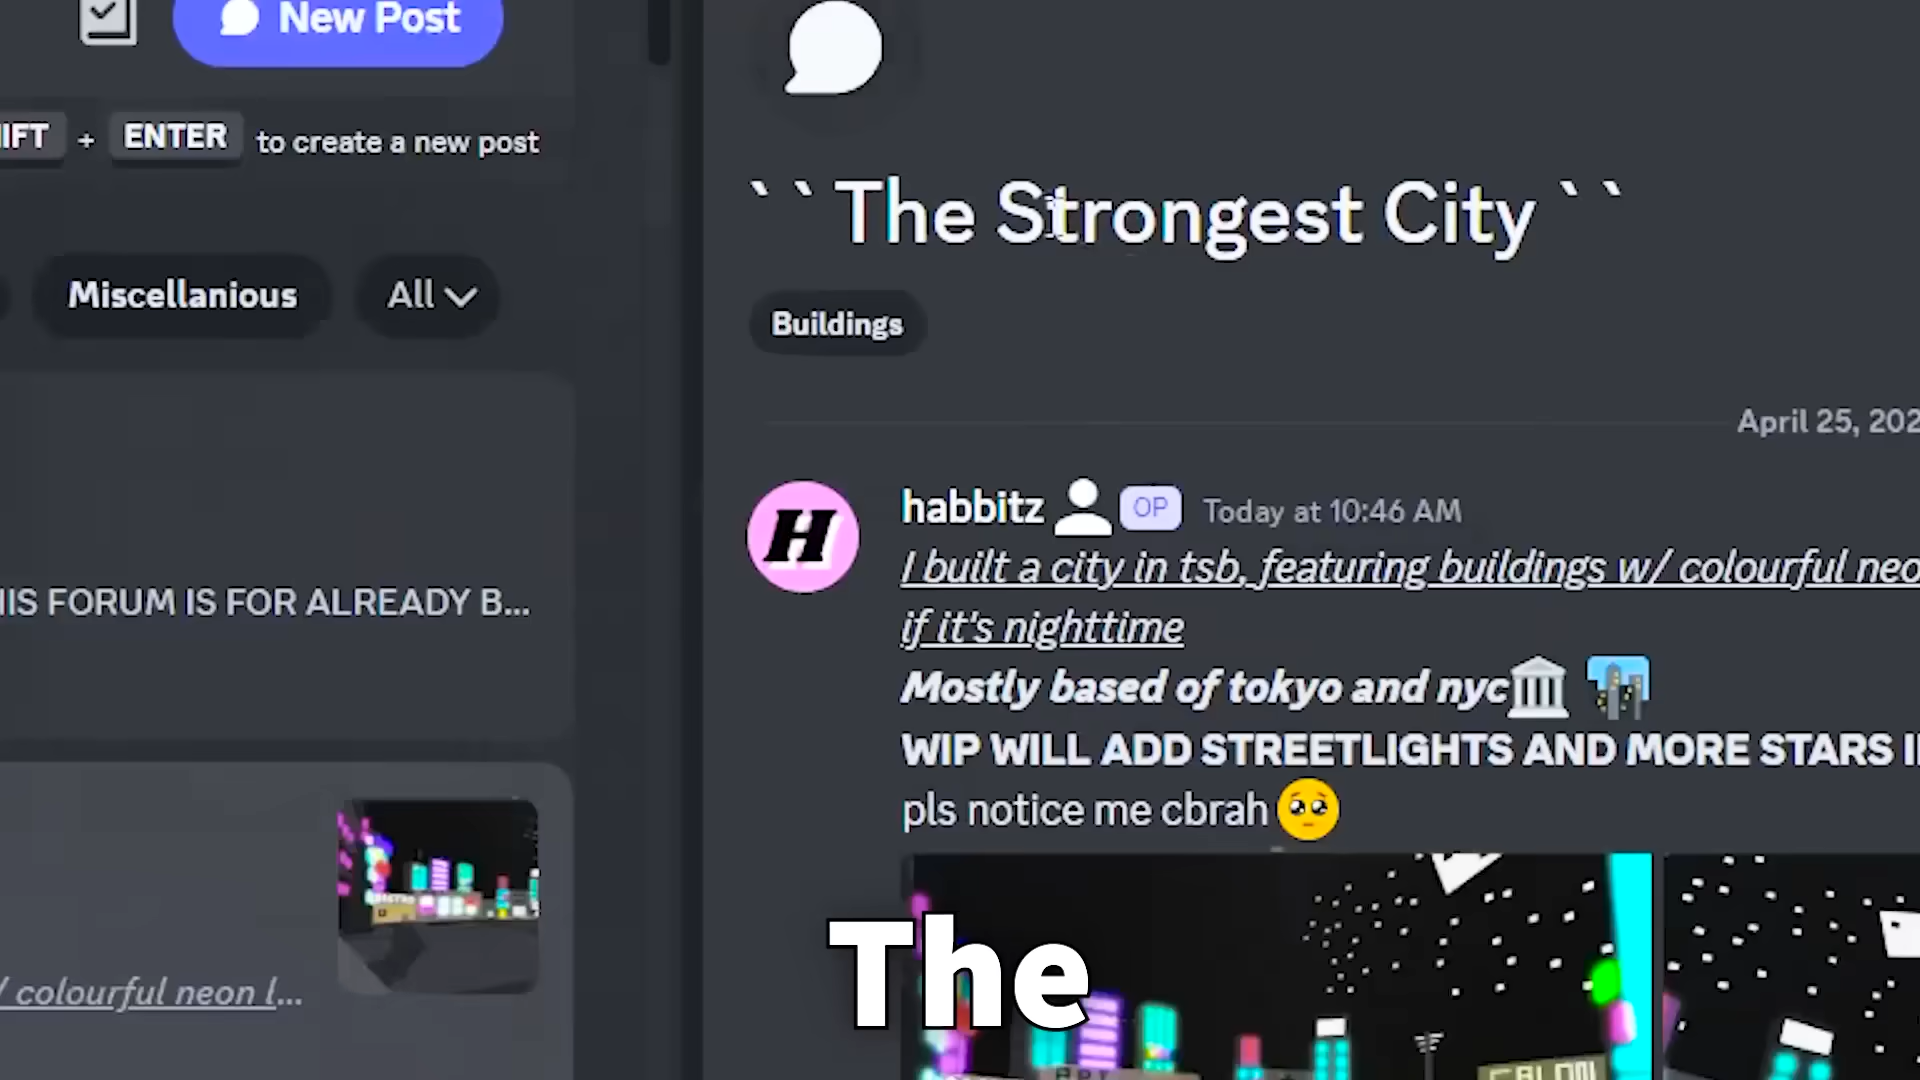 New Post
IFT + ENTER to create a new post
Miscellanious
All
IS FORUM IS FOR ALREADY B...
/ colourful neon l...
` ` The Strongest City ` `
Buildings
April 25, 202
H
habbitz OP Today at 10:46 AM
I built a city in tsb, featuring buildings w/ colourful neo
if it's nighttime
Mostly based of tokyo and nyc🏛️ 🌃
WIP WILL ADD STREETLIGHTS AND MORE STARS I
pls notice me cbrah 🥺
The